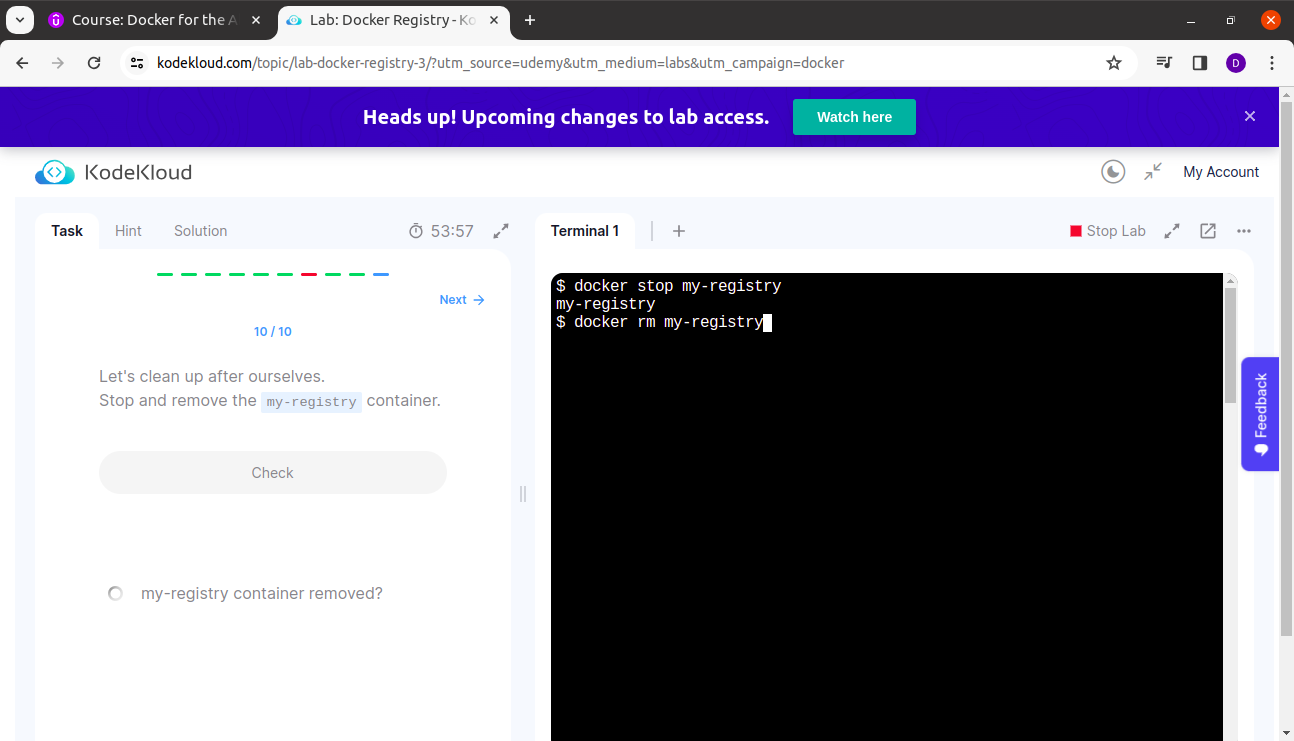 Course: Docker for the A
Lab: Docker Registry - Ko
kodekloud.com/topic/lab-docker-registry-3/?utm_source=udemy&utm_medium=labs&utm_campaign=docker
D
Heads up! Upcoming changes to lab access.
Watch here
KodeKloud
My Account
Task
Hint
Solution
53:57
Terminal 1
Stop Lab
Next
10 / 10
Let's clean up after ourselves.
Stop and remove the my-registry container.
Check
my-registry container removed?
$ docker stop my-registry
my-registry
$ docker rm my-registry
Feedback